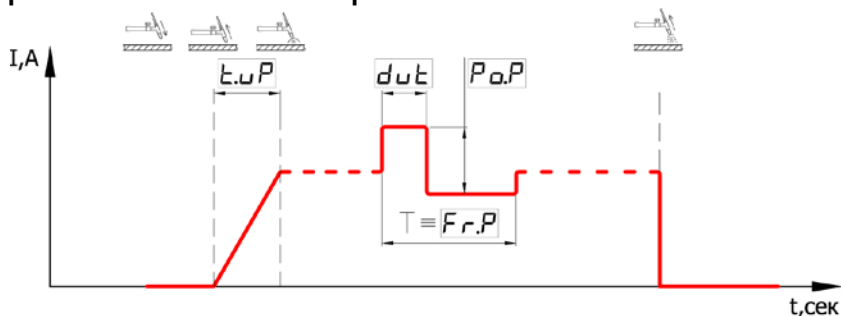 I,A
t.uP
dut
Po.P
T ≡ Fr.P
t,сек